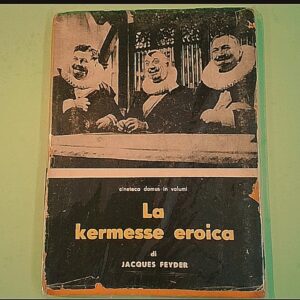 cineteca domus in volumi
La
kermesse eroica
di
JACQUES FEYDER